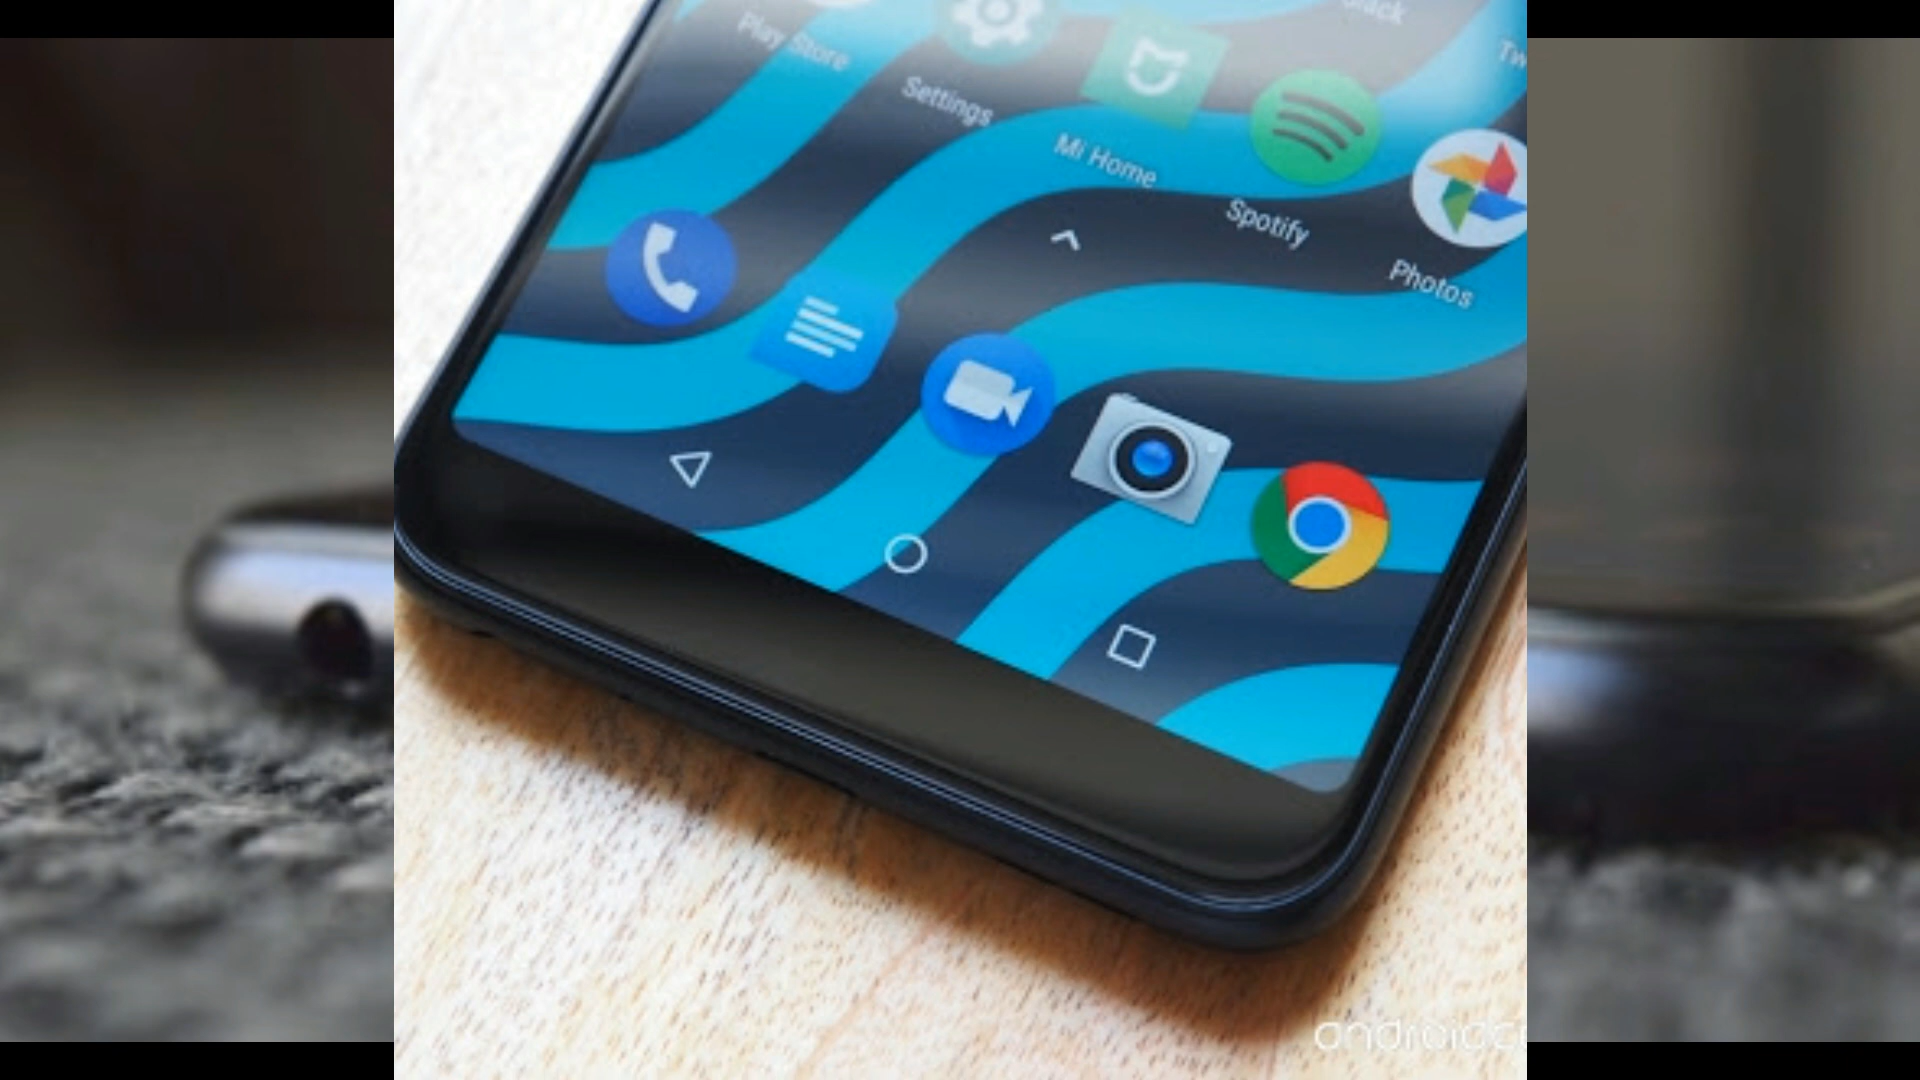 Play Store
Settings
Mi Home
Spotify
Photos
androidce